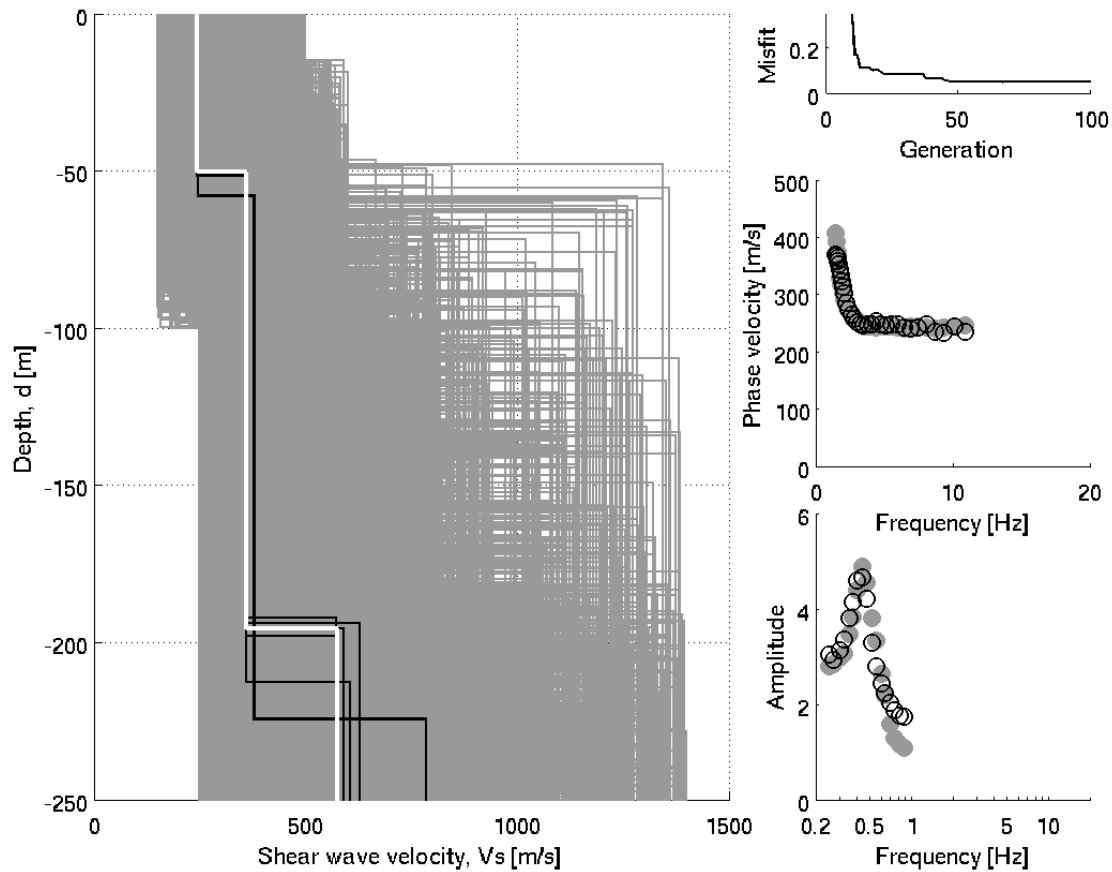 0
-50
-100
-150
-200
-250
Depth, d [m]
0 500 1000 1500
Shear wave velocity, Vs [m/s]
0.2
0
Misfit
0 50 100
Generation
500
400
300
200
100
0
Phase velocity [m/s]
0 10 20
Frequency [Hz]
6
4
2
0
Amplitude
0.2 0.5 1 5 10
Frequency [Hz]